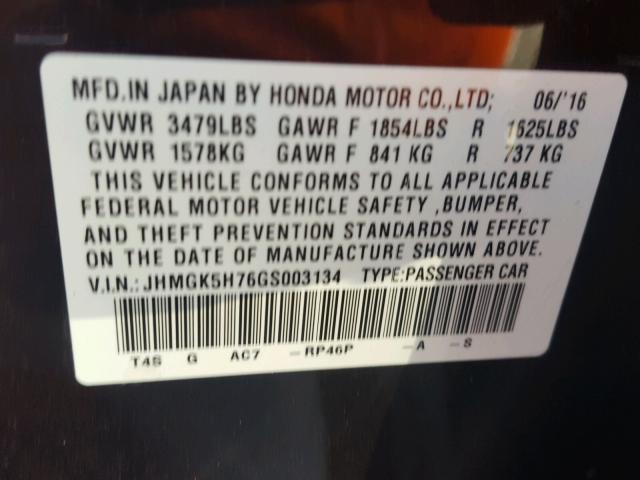 MFD.IN JAPAN BY HONDA MOTOR CO.,LTD; 06/'16
GVWR 3479LBS GAWR F 1854LBS R 1625LBS
GVWR 1578KG GAWR F 841 KG R 737 KG
THIS VEHICLE CONFORMS TO ALL APPLICABLE
FEDERAL MOTOR VEHICLE SAFETY ,BUMPER,
AND THEFT PREVENTION STANDARDS IN EFFECT
ON THE DATE OF MANUFACTURE SHOWN ABOVE.
V.I.N.:JHMGK5H76GS003134 TYPE:PASSENGER CAR
T4S G AC7 -RP46P -A -S